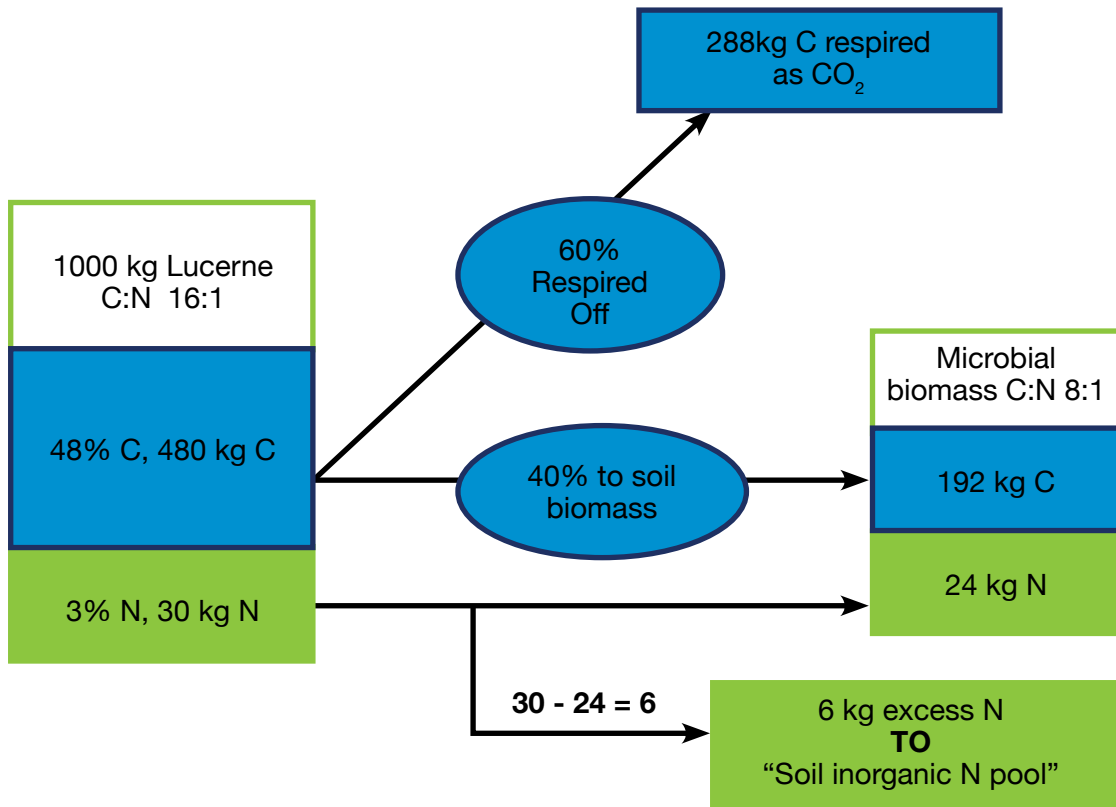 288kg C respired
as CO₂
60%
Respired
Off
1000 kg Lucerne
C:N 16:1
48% C, 480 kg C
3% N, 30 kg N
40% to soil
biomass
Microbial
biomass C:N 8:1
192 kg C
24 kg N
30 - 24 = 6
6 kg excess N
TO
“Soil inorganic N pool”